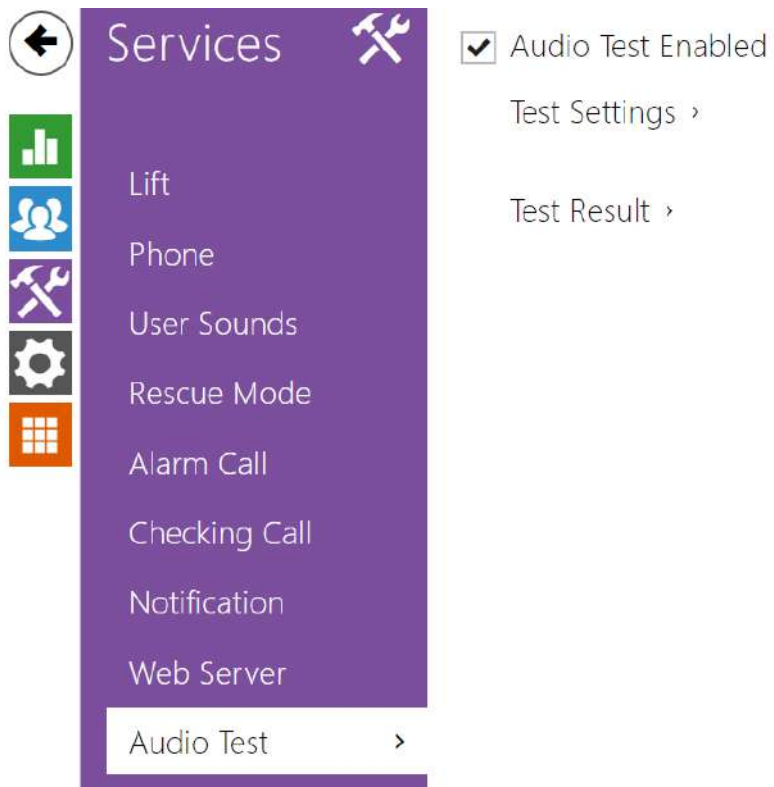 Services
Lift
Phone
User Sounds
Rescue Mode
Alarm Call
Checking Call
Notification
Web Server
Audio Test
Audio Test Enabled
Test Settings
Test Result